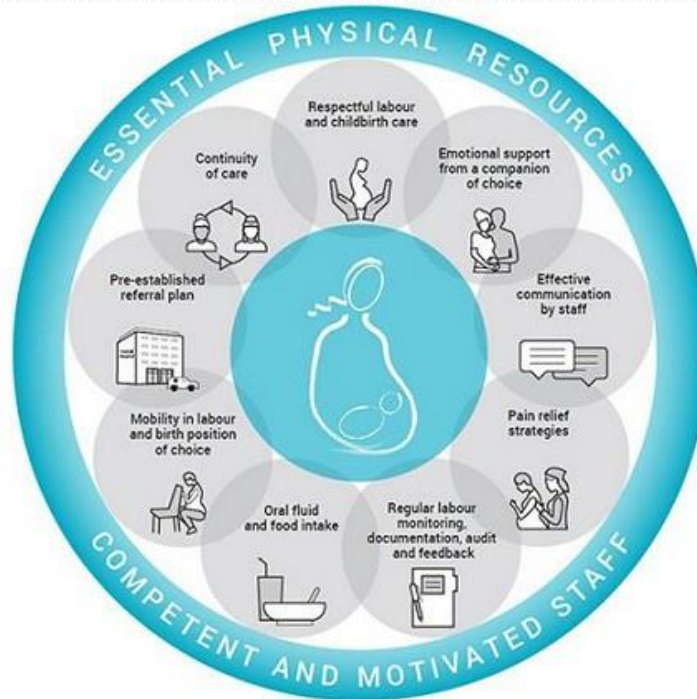 ESSENTIAL PHYSICAL RESOURCES
Respectful labour
and childbirth care
Emotional support
from a companion
of choice
Effective
communication
by staff
Pain relief
strategies
Regular labour
monitoring,
documentation, audit
and feedback
Oral fluid
and food intake
Mobility in labour
and birth position
of choice
Pre-established
referral plan
Continuity
of care
COMPETENT AND MOTIVATED STAFF